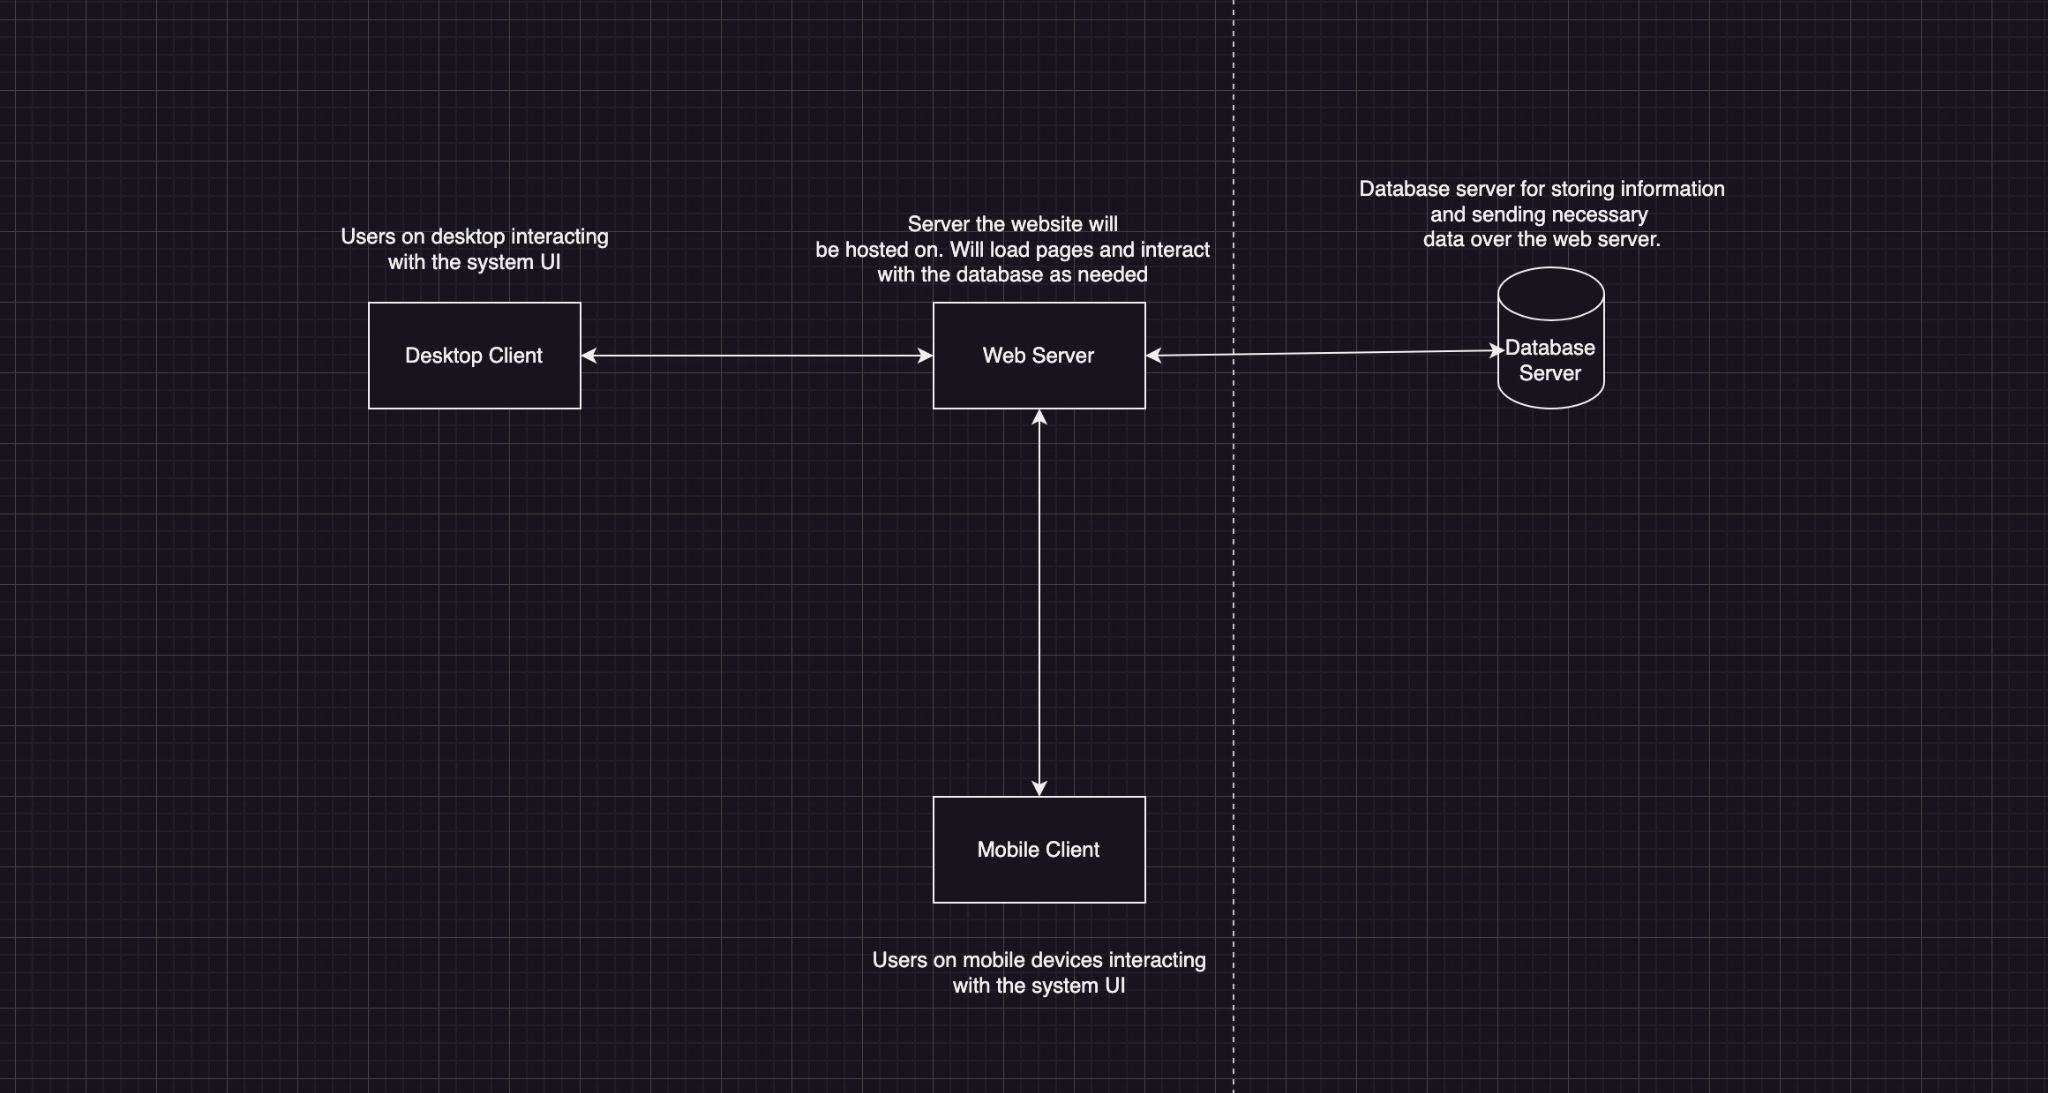 Users on desktop interacting
with the system UI
Desktop Client
Server the website will
be hosted on. Will load pages and interact
with the database as needed
Web Server
Database server for storing information
and sending necessary
data over the web server.
Database
Server
Mobile Client
Users on mobile devices interacting
with the system UI